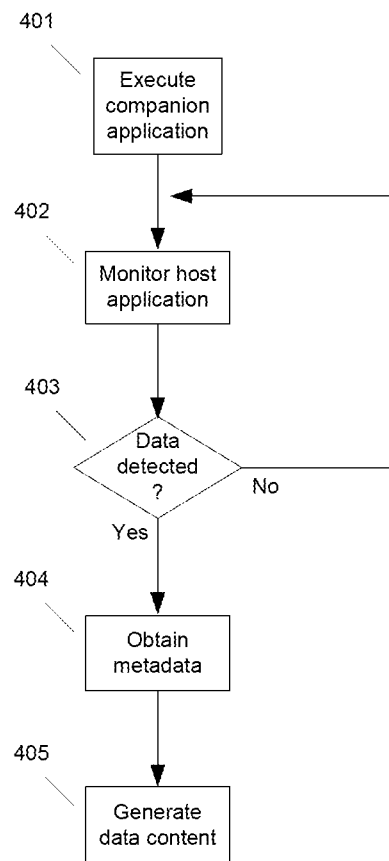 401
Execute
companion
application
402
Monitor host
application
403
Data
detected
?
No
Yes
404
Obtain
metadata
405
Generate
data content